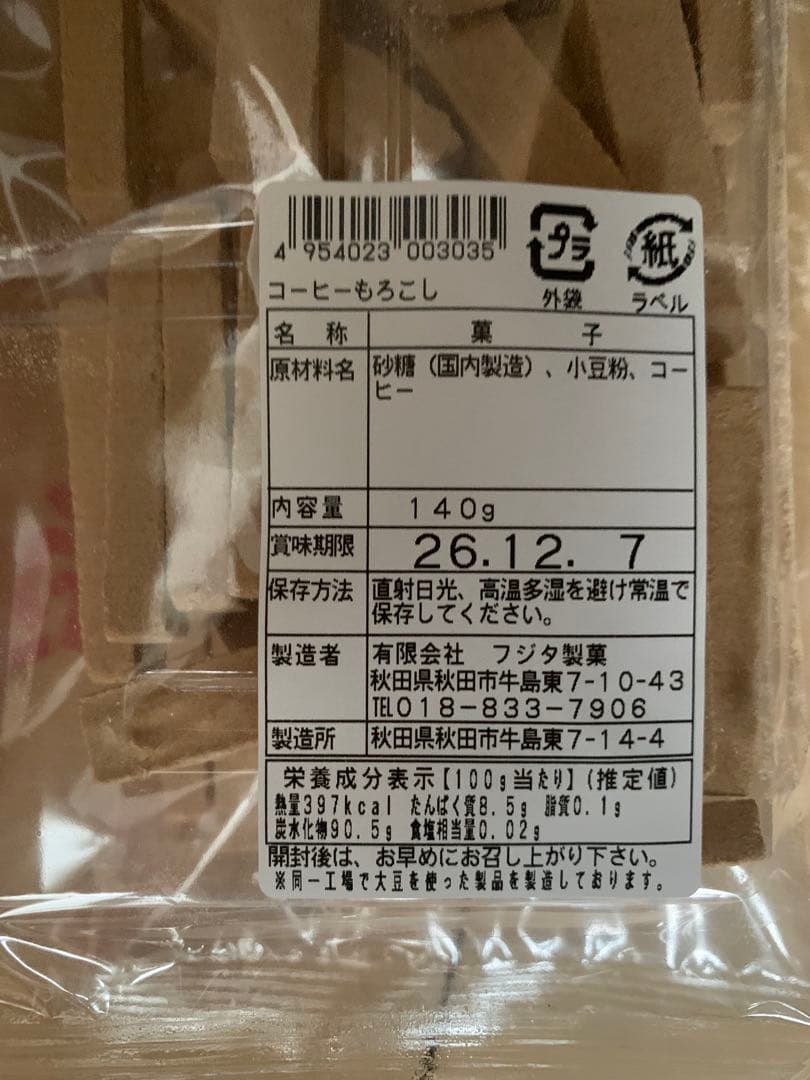 4 954023 003035
プラ
外袋
紙
ラベル
コーヒーもろこし
名称 菓子
原材料名 砂糖（国内製造）、小豆粉、コー
ヒー
内容量 140g
賞味期限 26.12. 7
保存方法 直射日光、高温多湿を避け常温で
保存してください。
製造者 有限会社 フジタ製菓
秋田県秋田市牛島東7-10-43
TEL018-833-7906
製造所 秋田県秋田市牛島東7-14-4
栄養成分表示【100g当たり】(推定値)
熱量397kcal たんぱく質8.5g 脂質0.1g
炭水化物90.5g 食塩相当量0.02g
開封後は、お早めにお召し上がり下さい。
※同一工場で大豆を使った製品を製造しております。